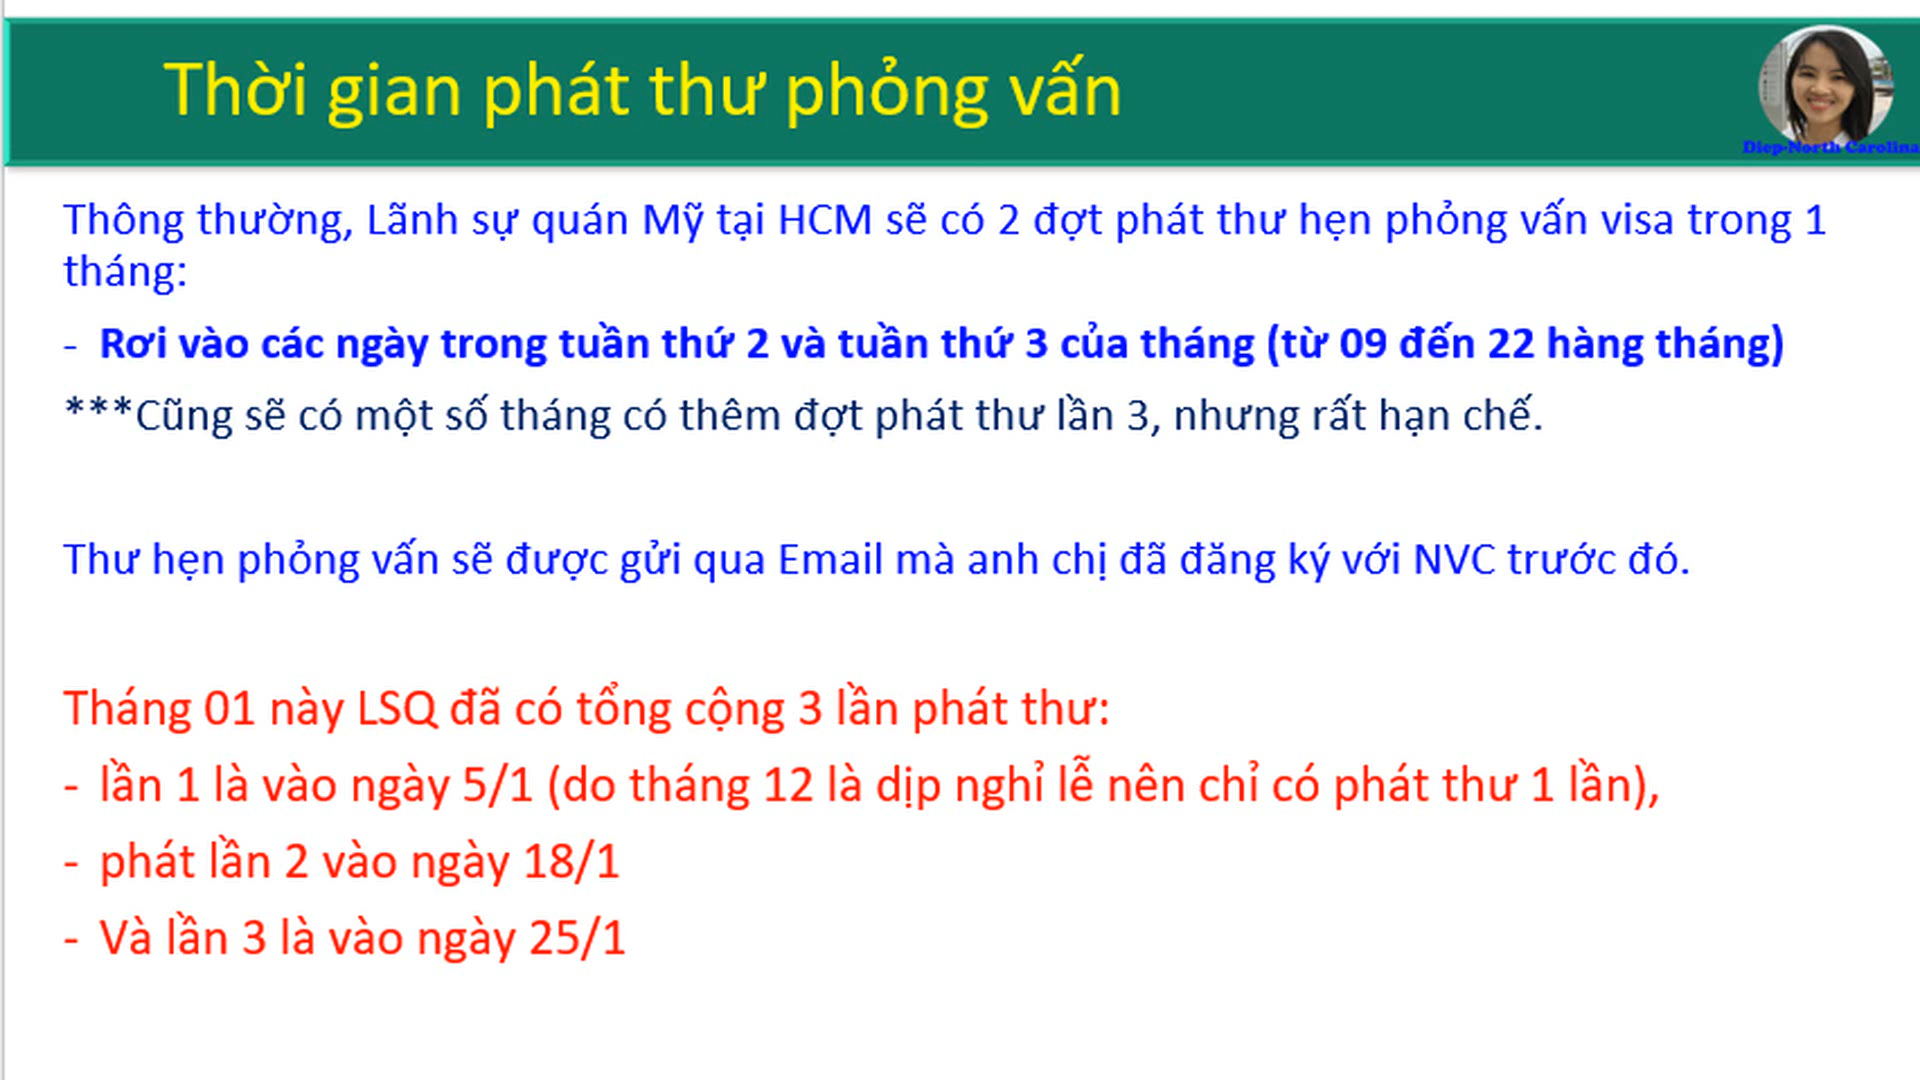 Thời gian phát thư phỏng vấn
Diep-North Carolina
Thông thường, Lãnh sự quán Mỹ tại HCM sẽ có 2 đợt phát thư hẹn phỏng vấn visa trong 1
tháng:
- Rơi vào các ngày trong tuần thứ 2 và tuần thứ 3 của tháng (từ 09 đến 22 hàng tháng)
***Cũng sẽ có một số tháng có thêm đợt phát thư lần 3, nhưng rất hạn chế.
Thư hẹn phỏng vấn sẽ được gửi qua Email mà anh chị đã đăng ký với NVC trước đó.
Tháng 01 này LSQ đã có tổng cộng 3 lần phát thư:
- lần 1 là vào ngày 5/1 (do tháng 12 là dịp nghỉ lễ nên chỉ có phát thư 1 lần),
- phát lần 2 vào ngày 18/1
- Và lần 3 là vào ngày 25/1